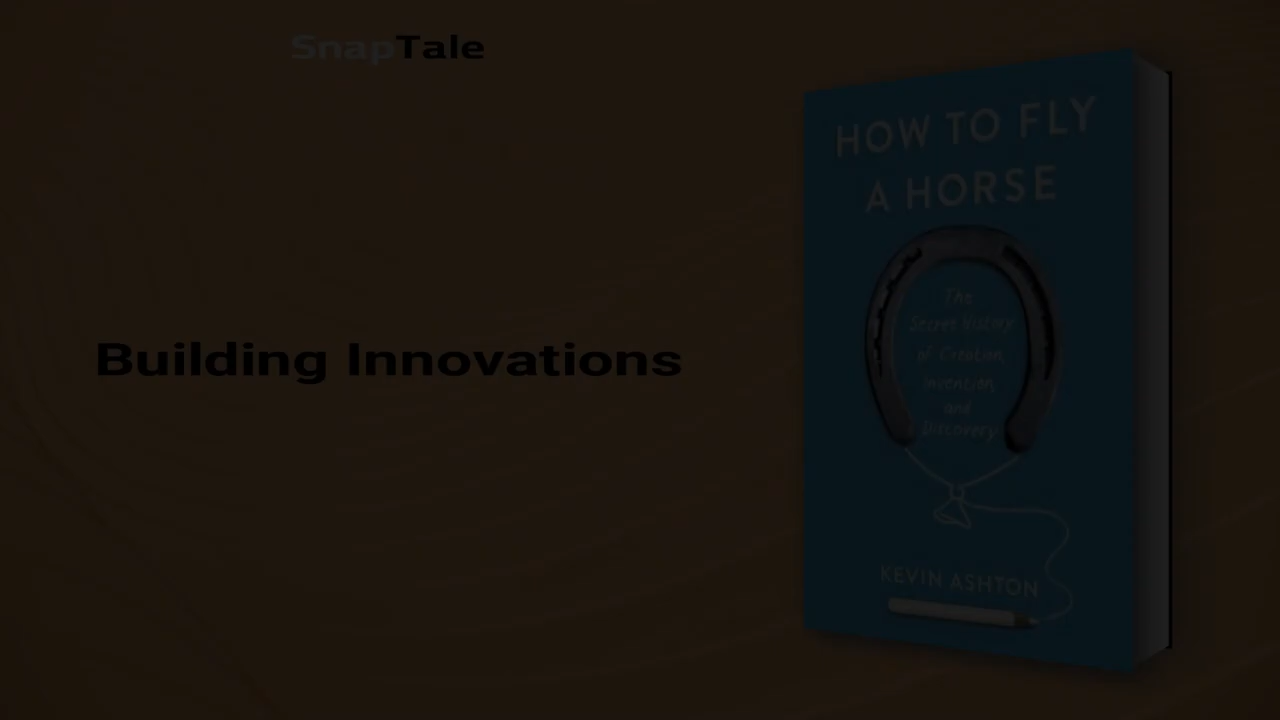 SnapTale
Building Innovations
HOW TO FLY
A HORSE
The
Secret History
of Creation,
Invention,
and
Discovery
KEVIN ASHTON